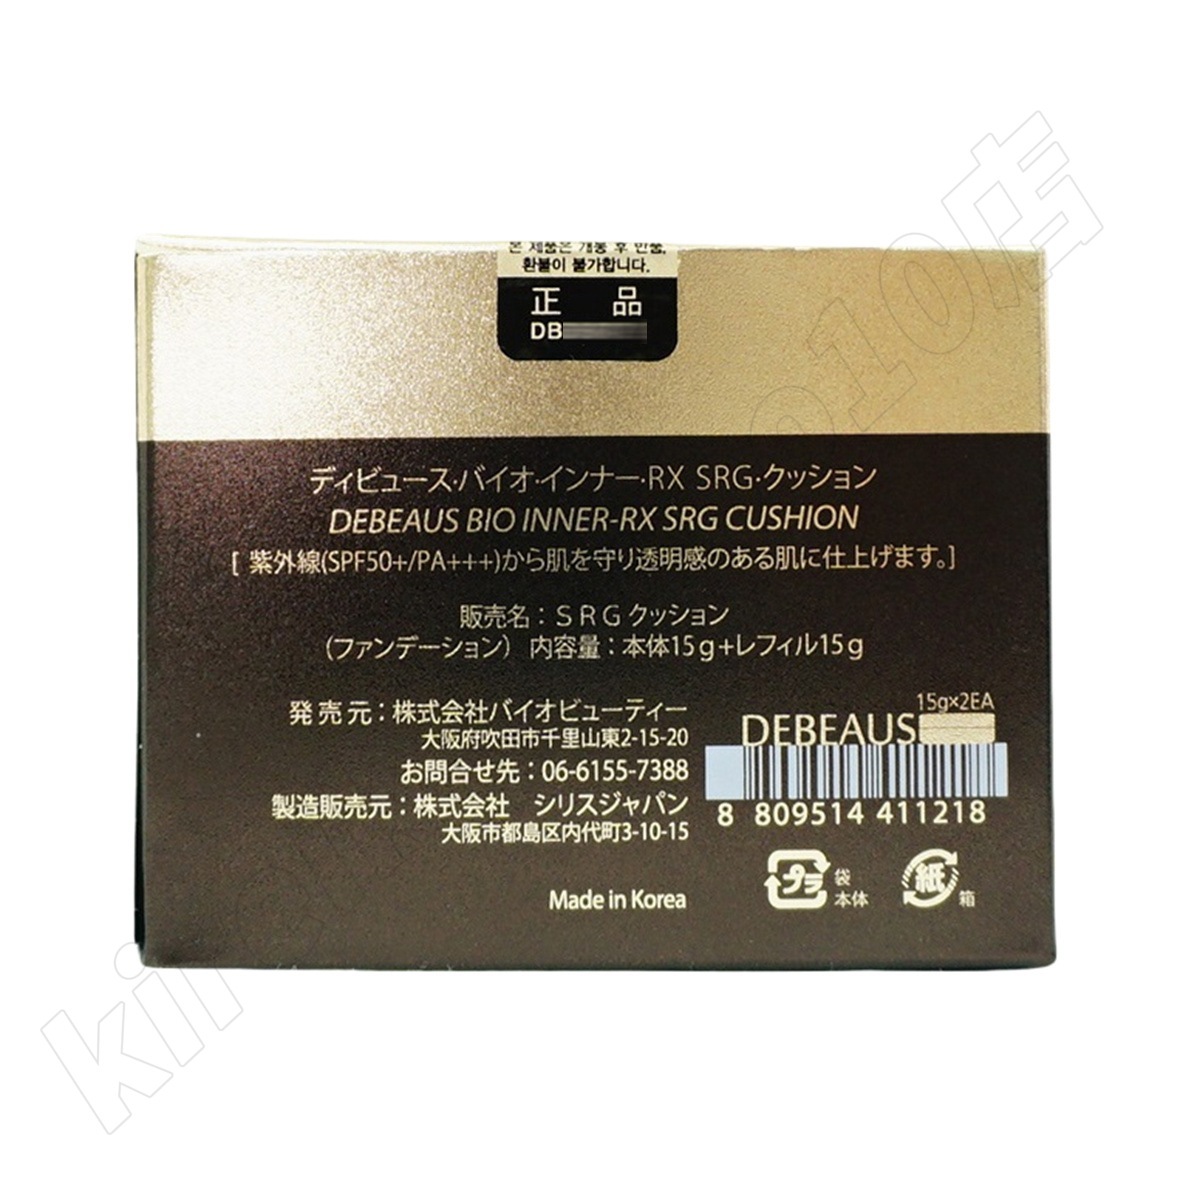 본 제품은 개봉 후 반품,
환불이 불가합니다.
正 品
DB
ディビュース・バイオ・インナー・RX SRG・クッション
DEBEAUS BIO INNER-RX SRG CUSHION
[ 紫外線(SPF50+/PA+++)から肌を守り透明感のある肌に仕上げます。]
販売名：ＳＲＧクッション
（ファンデーション） 内容量：本体15g+レフィル15g
発売元：株式会社バイオビューティー
大阪府吹田市千里山東2-15-20
お問合せ先：06-6155-7388
製造販売元：株式会社 シリスジャパン
大阪市都島区内代町3-10-15
Made in Korea
15g×2EA
DEBEAUS
8 809514 411218
プラ 袋 本体
紙 箱